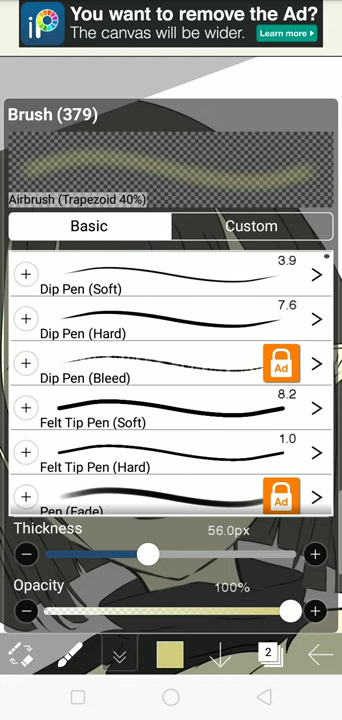 You want to remove the Ad?
The canvas will be wider.
Learn more ▶
iP
Brush (379)
Airbrush (Trapezoid 40%)
Basic
Custom
3.9
Dip Pen (Soft)
7.6
Dip Pen (Hard)
Dip Pen (Bleed)
Ad
8.2
Felt Tip Pen (Soft)
1.0
Felt Tip Pen (Hard)
Pen (Fade)
Ad
Thickness
56.0px
Opacity
100%
2